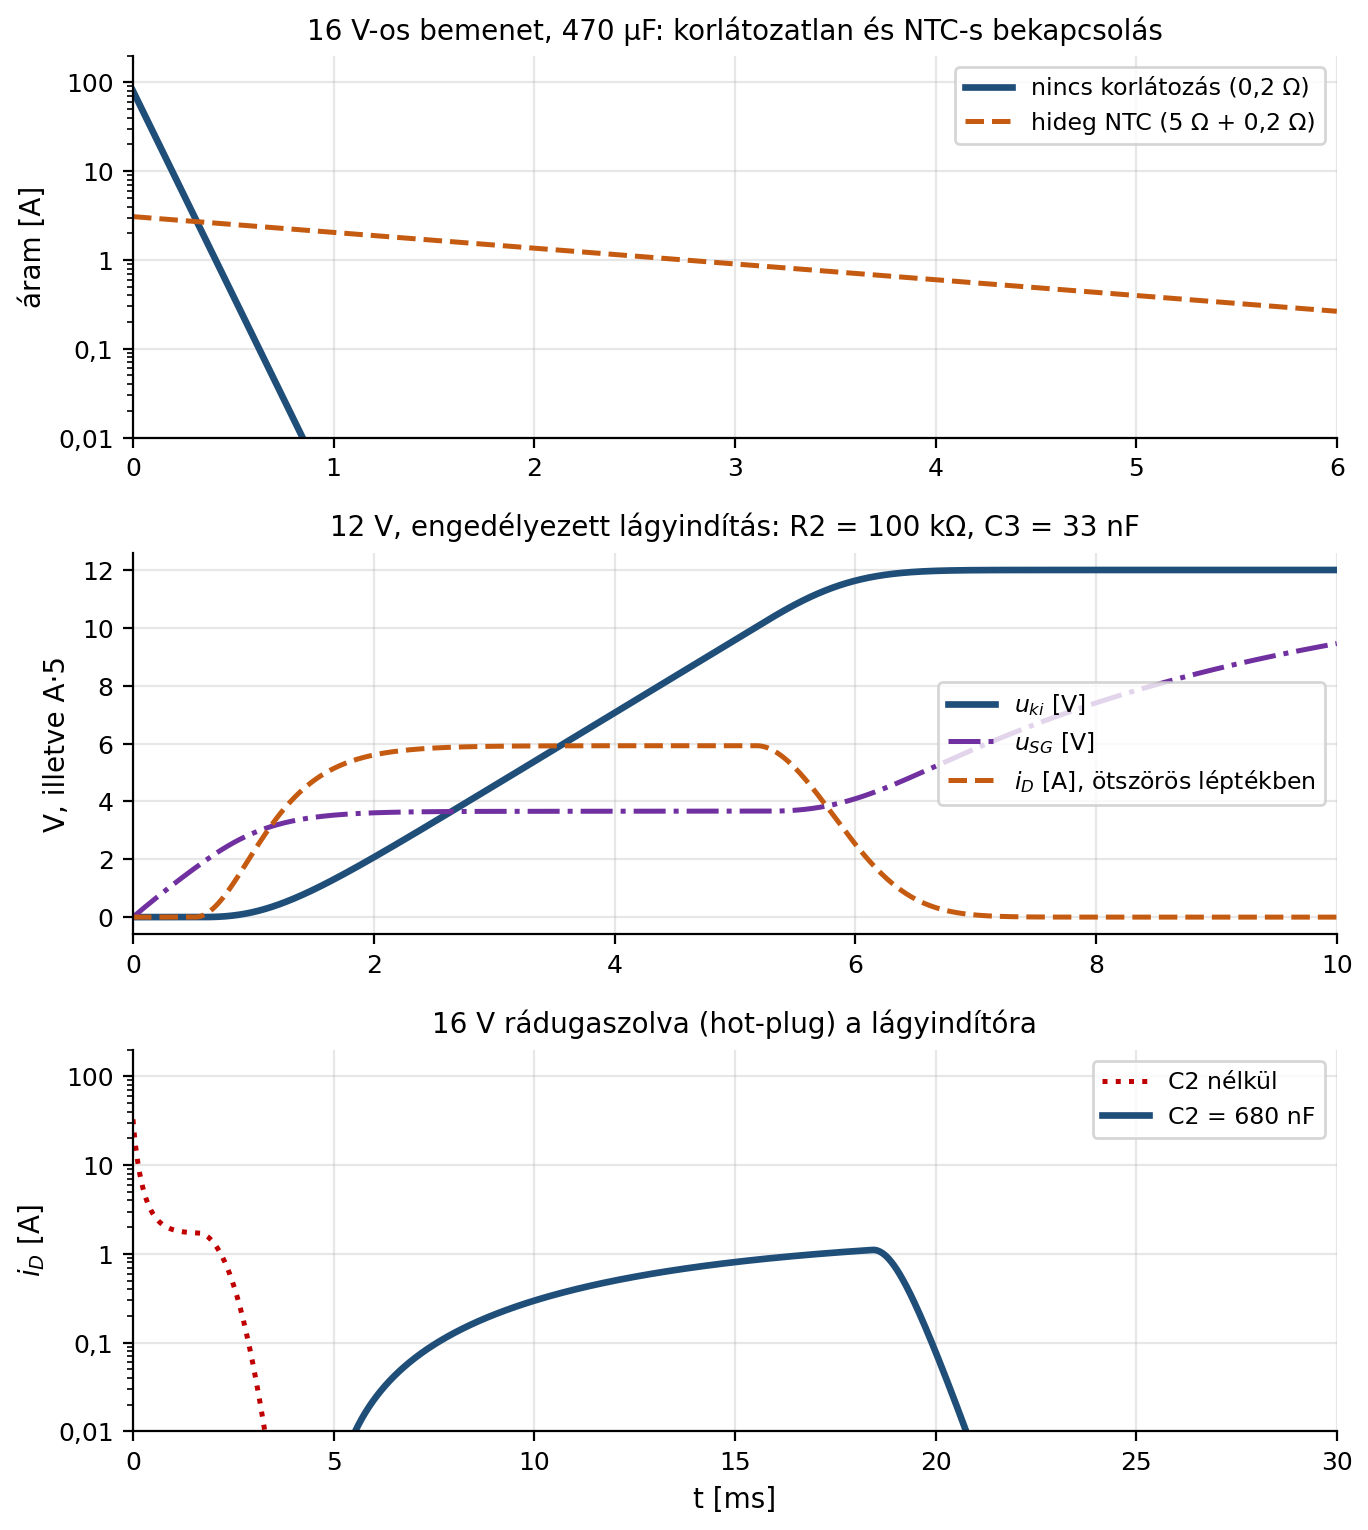 16 V-os bemenet, 470 µF: korlátozatlan és NTC-s bekapcsolás
100
10
1
0,1
0,01
áram [A]
nincs korlátozás (0,2 Ω)
hideg NTC (5 Ω + 0,2 Ω)
0 1 2 3 4 5 6
12 V, engedélyezett lágyindítás: R2 = 100 kΩ, C3 = 33 nF
12
10
8
6
4
2
0
V, illetve A·5
u_ki [V]
u_SG [V]
i_D [A], ötszörös léptékben
0 2 4 6 8 10
16 V rádugaszolva (hot-plug) a lágyindítóra
100
10
1
0,1
0,01
i_D [A]
C2 nélkül
C2 = 680 nF
0 5 10 15 20 25 30
t [ms]